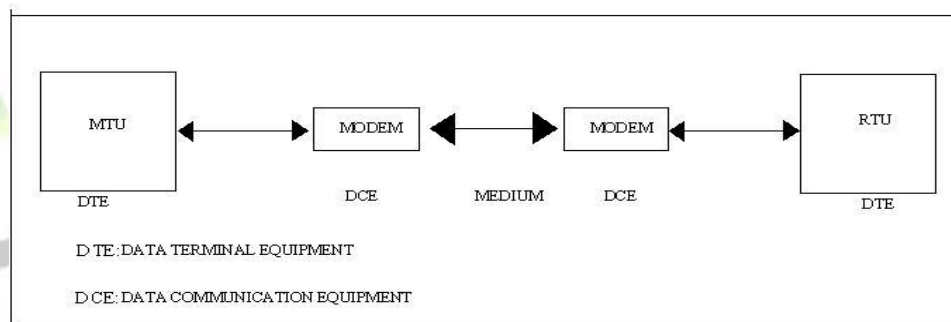 MTU MODEM MODEM RTU
DTE DCE MEDIUM DCE DTE
DTE: DATA TERMINAL EQUIPMENT
DCE: DATA COMMUNICATION EQUIPMENT